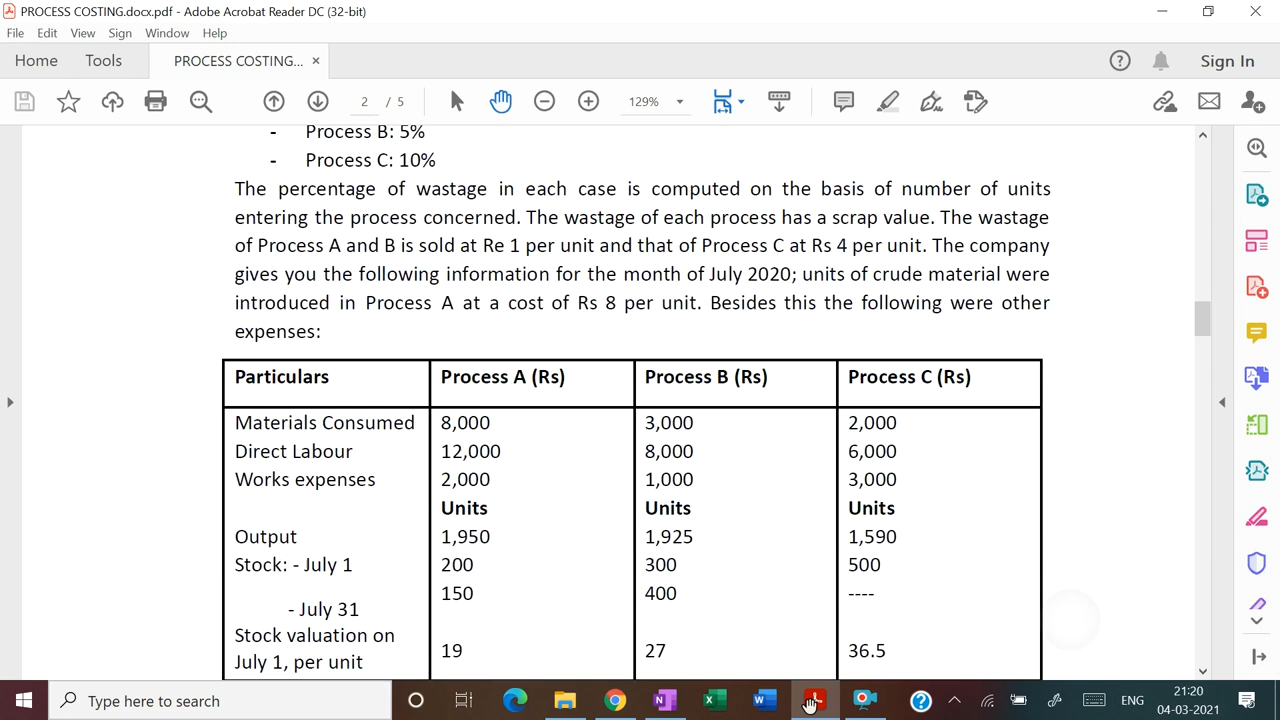 PROCESS COSTING.docx.pdf - Adobe Acrobat Reader DC (32-bit)
File Edit View Sign Window Help
Home Tools PROCESS COSTING... × Sign In
2 / 5 129%
- Process B: 5%
- Process C: 10%
The percentage of wastage in each case is computed on the basis of number of units
entering the process concerned. The wastage of each process has a scrap value. The wastage
of Process A and B is sold at Re 1 per unit and that of Process C at Rs 4 per unit. The company
gives you the following information for the month of July 2020; units of crude material were
introduced in Process A at a cost of Rs 8 per unit. Besides this the following were other
expenses:
Particulars Process A (Rs) Process B (Rs) Process C (Rs)
Materials Consumed 8,000 3,000 2,000
Direct Labour 12,000 8,000 6,000
Works expenses 2,000 1,000 3,000
Units Units Units
Output 1,950 1,925 1,590
Stock: - July 1 200 300 500
150 400 ----
- July 31
Stock valuation on
July 1, per unit 19 27 36.5
Type here to search
ENG
21:20
04-03-2021